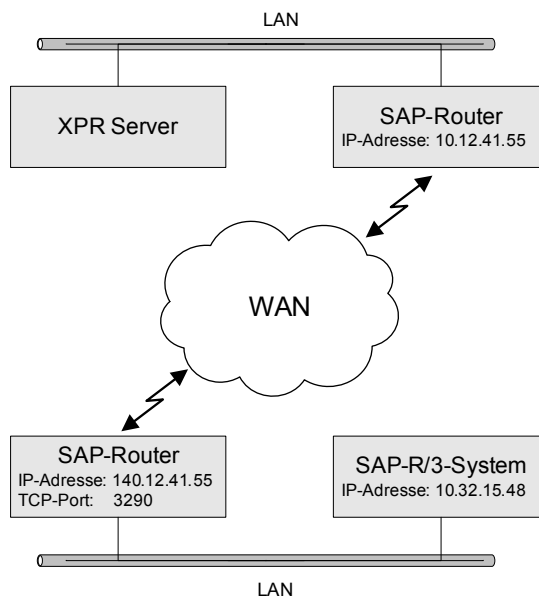 LAN
XPR Server
SAP-Router
IP-Adresse: 10.12.41.55
WAN
SAP-Router
IP-Adresse: 140.12.41.55
TCP-Port: 3290
SAP-R/3-System
IP-Adresse: 10.32.15.48
LAN